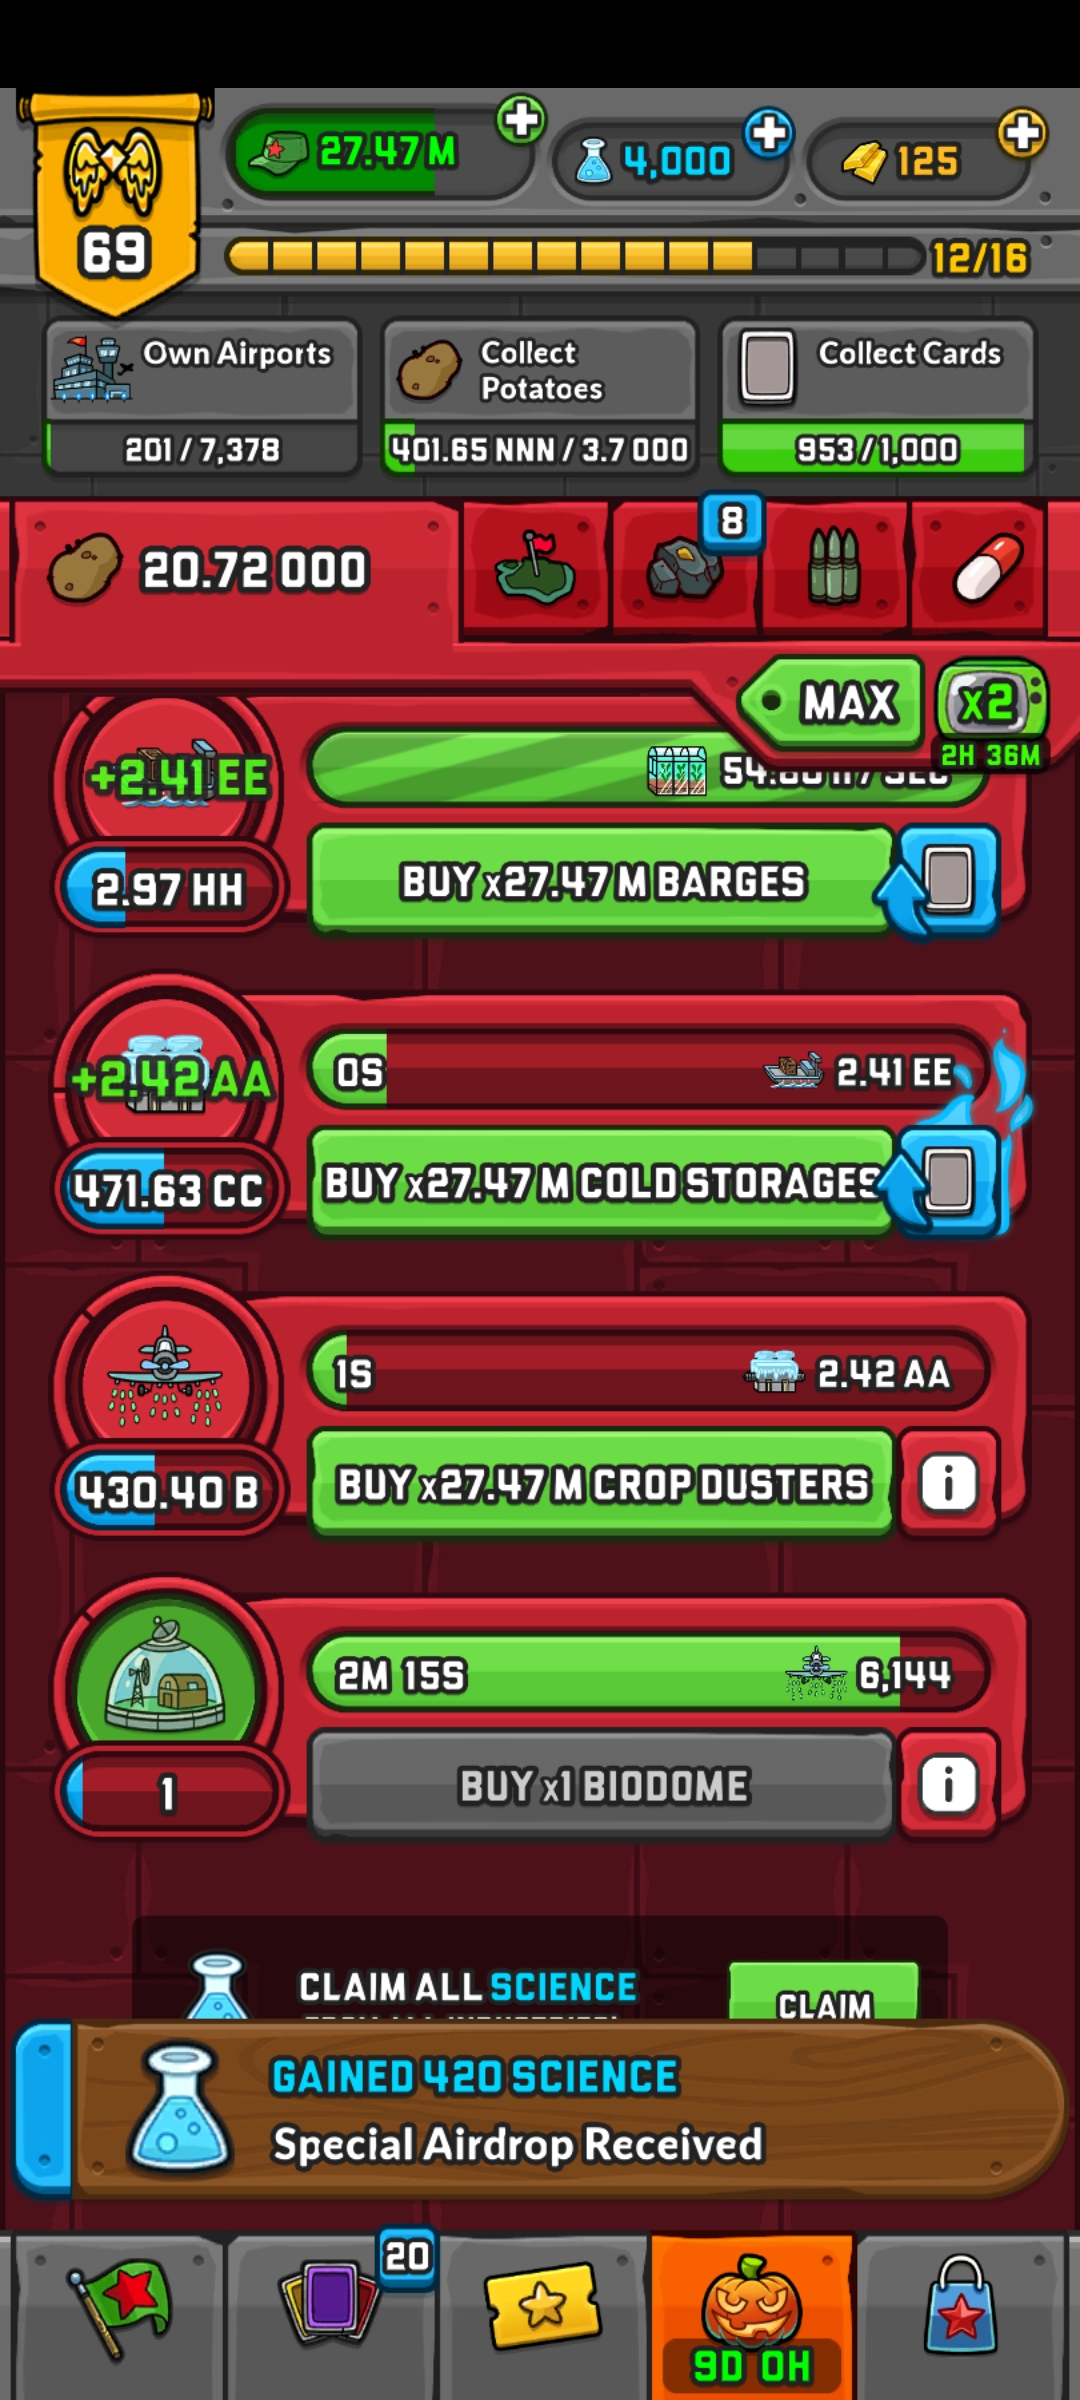 69
27.47 M
4,000
125
12/16
Own Airports
201 / 7,378
Collect
Potatoes
401.65 NNN / 3.7 OOO
Collect Cards
953 / 1,000
20.72 OOO
8
MAX
x2
2H 36M
+2.41 EE
2.97 HH
BUY x27.47 M BARGES
+2.42 AA
0S
2.41 EE
471.63 CC
BUY x27.47 M COLD STORAGES
1S
2.42 AA
430.40 B
BUY x27.47 M CROP DUSTERS
i
2M 15S
6,144
1
BUY x1 BIODOME
i
CLAIM ALL SCIENCE
CLAIM
GAINED 420 SCIENCE
Special Airdrop Received
20
9D 0H